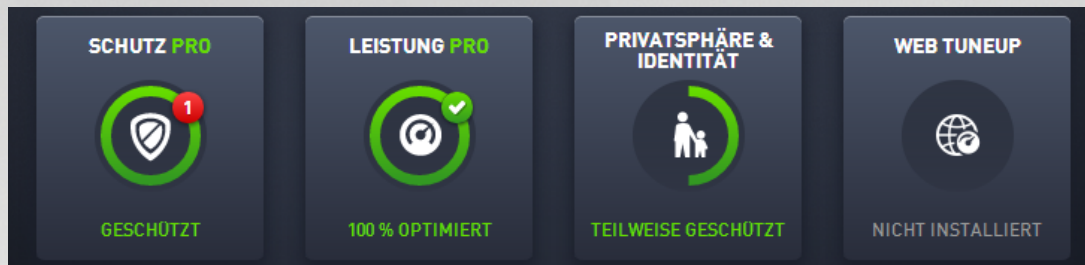 SCHUTZ PRO
LEISTUNG PRO
PRIVATSPHÄRE &
IDENTITÄT
WEB TUNEUP
1
GESCHÜTZT
100 % OPTIMIERT
TEILWEISE GESCHÜTZT
NICHT INSTALLIERT